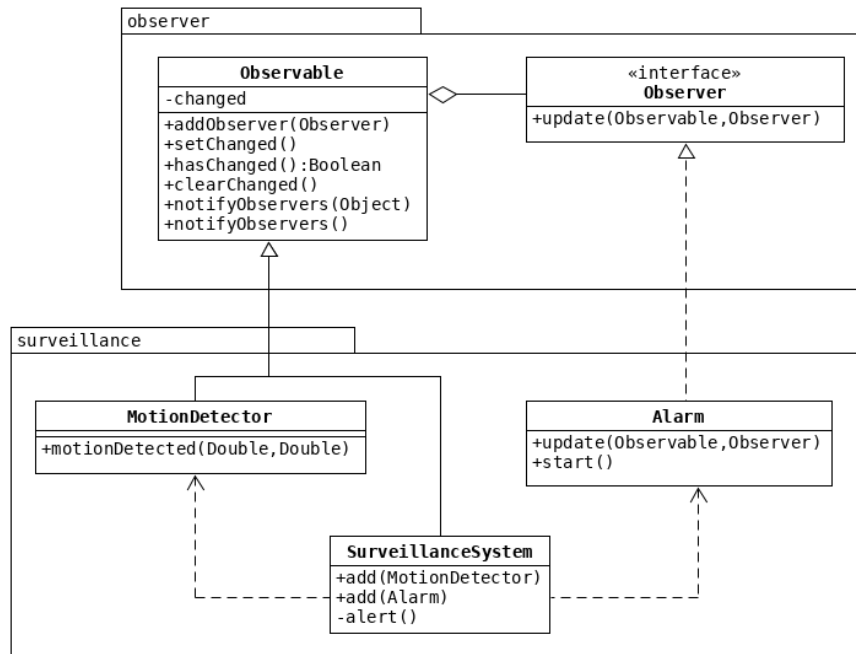 observer
Observable
-changed
+addObserver(Observer)
+setChanged()
+hasChanged():Boolean
+clearChanged()
+notifyObservers(Object)
+notifyObservers()
«interface»
Observer
+update(Observable,Observer)
surveillance
MotionDetector
+motionDetected(Double,Double)
Alarm
+update(Observable,Observer)
+start()
SurveillanceSystem
+add(MotionDetector)
+add(Alarm)
-alert()